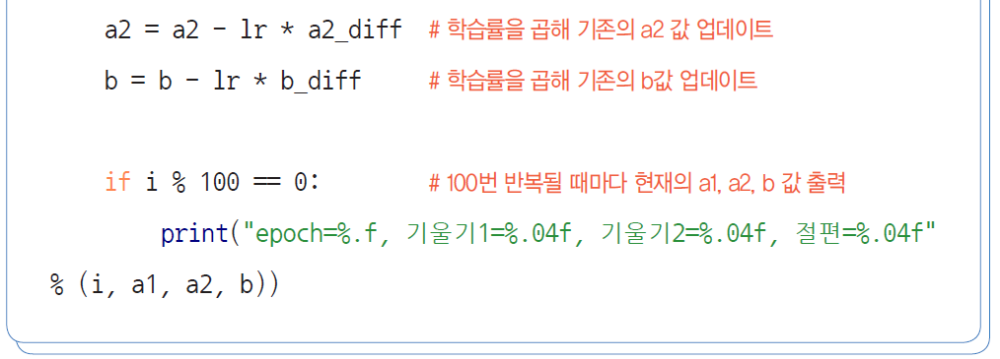 a2 = a2 - lr * a2_diff # 학습률을 곱해 기존의 a2 값 업데이트
b = b - lr * b_diff # 학습률을 곱해 기존의 b값 업데이트
if i % 100 == 0: # 100번 반복될 때마다 현재의 a1, a2, b 값 출력
print("epoch=%.f, 기울기1=%.04f, 기울기2=%.04f, 절편=%.04f"
% (i, a1, a2, b))